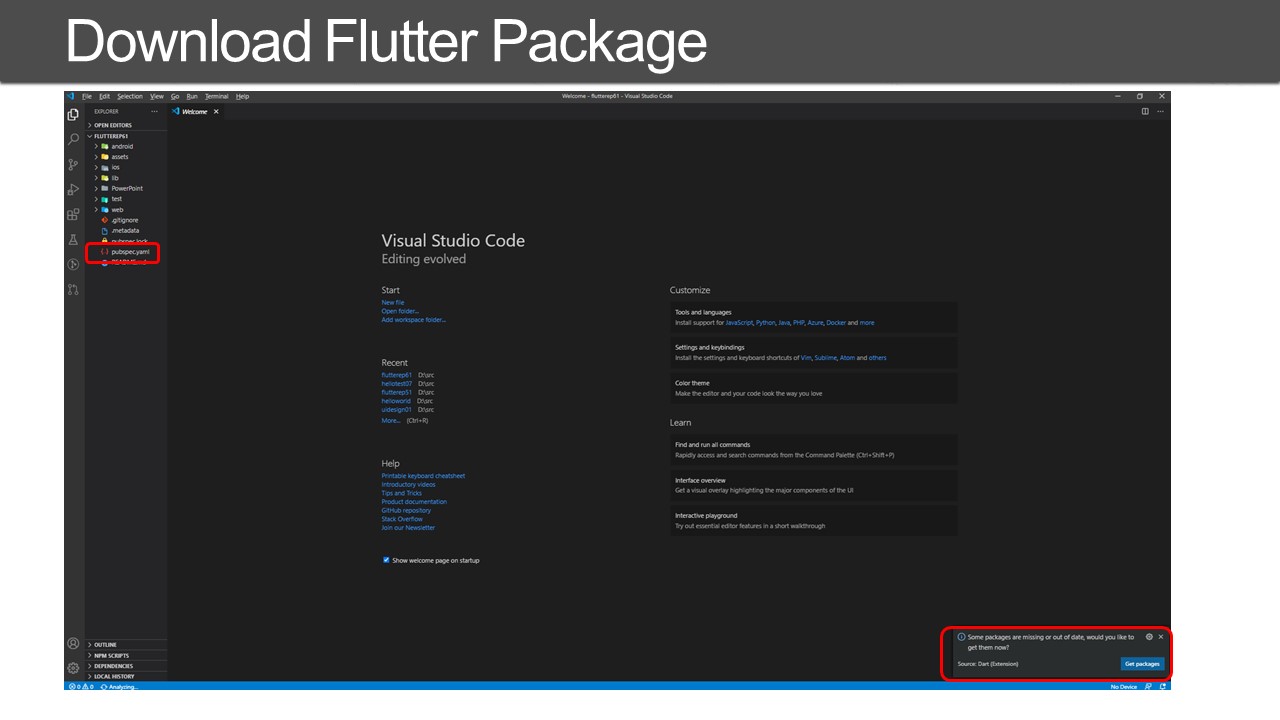 Download Flutter Package
File Edit Selection View Go Run Terminal Help
Welcome - flutterep61 - Visual Studio Code
EXPLORER
Welcome
OPEN EDITORS
FLUTTEREP61
android
assets
ios
lib
PowerPoint
test
web
.gitignore
.metadata
pubspec.lock
pubspec.yaml
README.md
Visual Studio Code
Editing evolved
Start
New file
Open folder...
Add workspace folder...
Recent
flutterep61 D:\src
hellotest07 D:\src
flutterep51 D:\src
helloworld D:\src
uidesign01 D:\src
More... (Ctrl+R)
Help
Printable keyboard cheatsheet
Introductory videos
Tips and Tricks
Product documentation
GitHub repository
Stack Overflow
Join our Newsletter
Show welcome page on startup
Customize
Tools and languages
Install support for JavaScript, Python, Java, PHP, Azure, Docker and more
Settings and keybindings
Install the settings and keyboard shortcuts of Vim, Sublime, Atom and others
Color theme
Make the editor and your code look the way you love
Learn
Find and run all commands
Rapidly access and search commands from the Command Palette (Ctrl+Shift+P)
Interface overview
Get a visual overlay highlighting the major components of the UI
Interactive playground
Try out essential editor features in a short walkthrough
OUTLINE
NPM SCRIPTS
DEPENDENCIES
LOCAL HISTORY
Some packages are missing or out of date, would you like to
get them now?
Source: Dart (Extension)
Get packages
0 0 Analyzing...
No Device